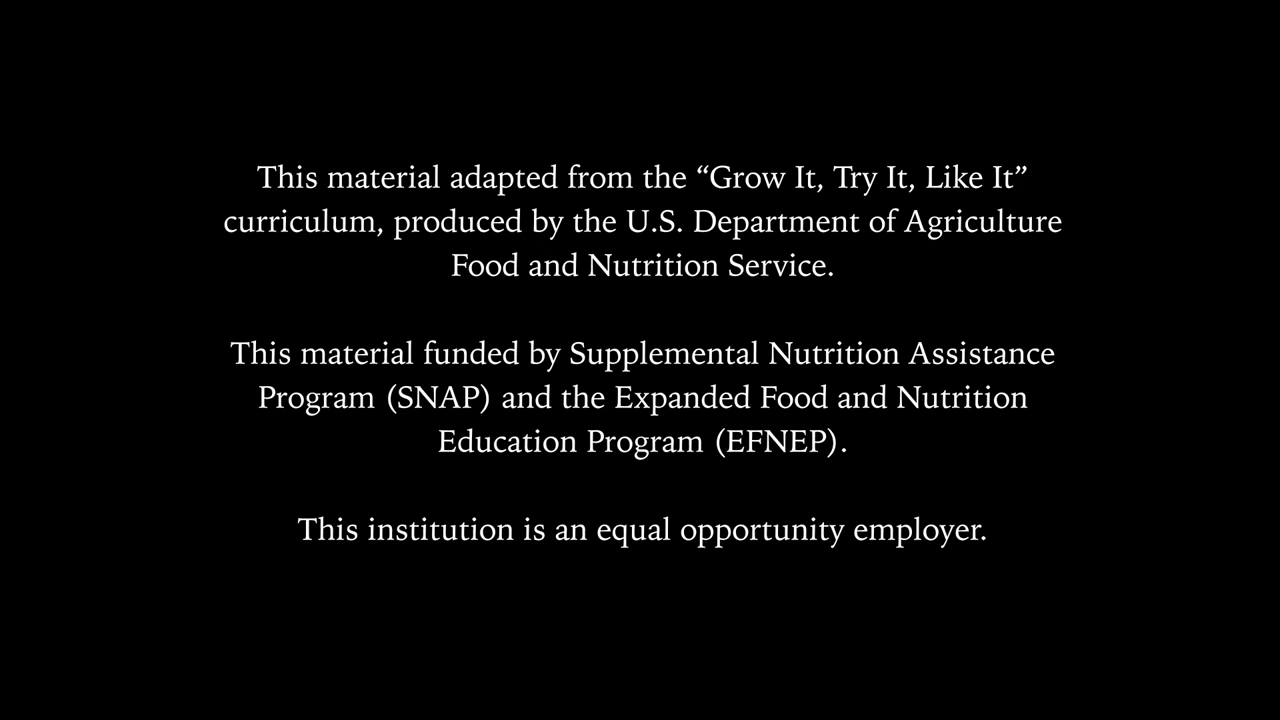 This material adapted from the “Grow It, Try It, Like It”
curriculum, produced by the U.S. Department of Agriculture
Food and Nutrition Service.
This material funded by Supplemental Nutrition Assistance
Program (SNAP) and the Expanded Food and Nutrition
Education Program (EFNEP).
This institution is an equal opportunity employer.